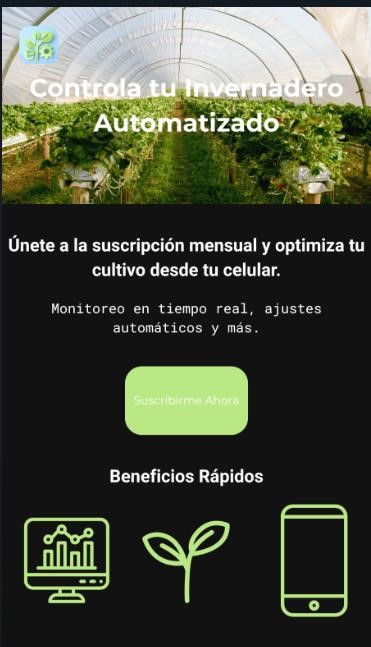 Controla tu Invernadero
Automatizado
Únete a la suscripción mensual y optimiza tu
cultivo desde tu celular.
Monitoreo en tiempo real, ajustes
automáticos y más.
Suscribirme Ahora
Beneficios Rápidos